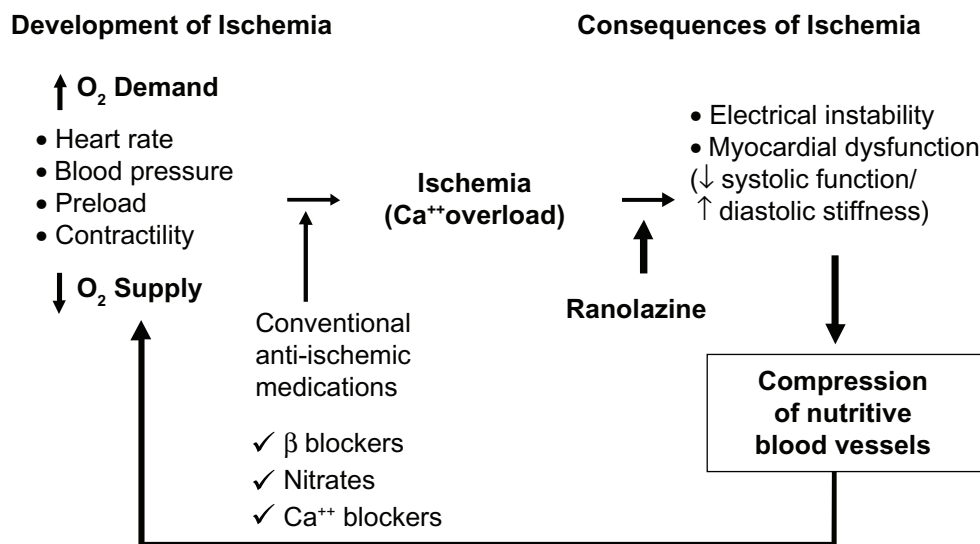 Development of Ischemia
Consequences of Ischemia
↑ O₂ Demand
• Heart rate
• Blood pressure
• Preload
• Contractility
↓ O₂ Supply
Conventional
anti-ischemic
medications
✓ β blockers
✓ Nitrates
✓ Ca⁺⁺ blockers
Ischemia
(Ca⁺⁺overload)
Ranolazine
• Electrical instability
• Myocardial dysfunction
(↓ systolic function/
↑ diastolic stiffness)
Compression
of nutritive
blood vessels